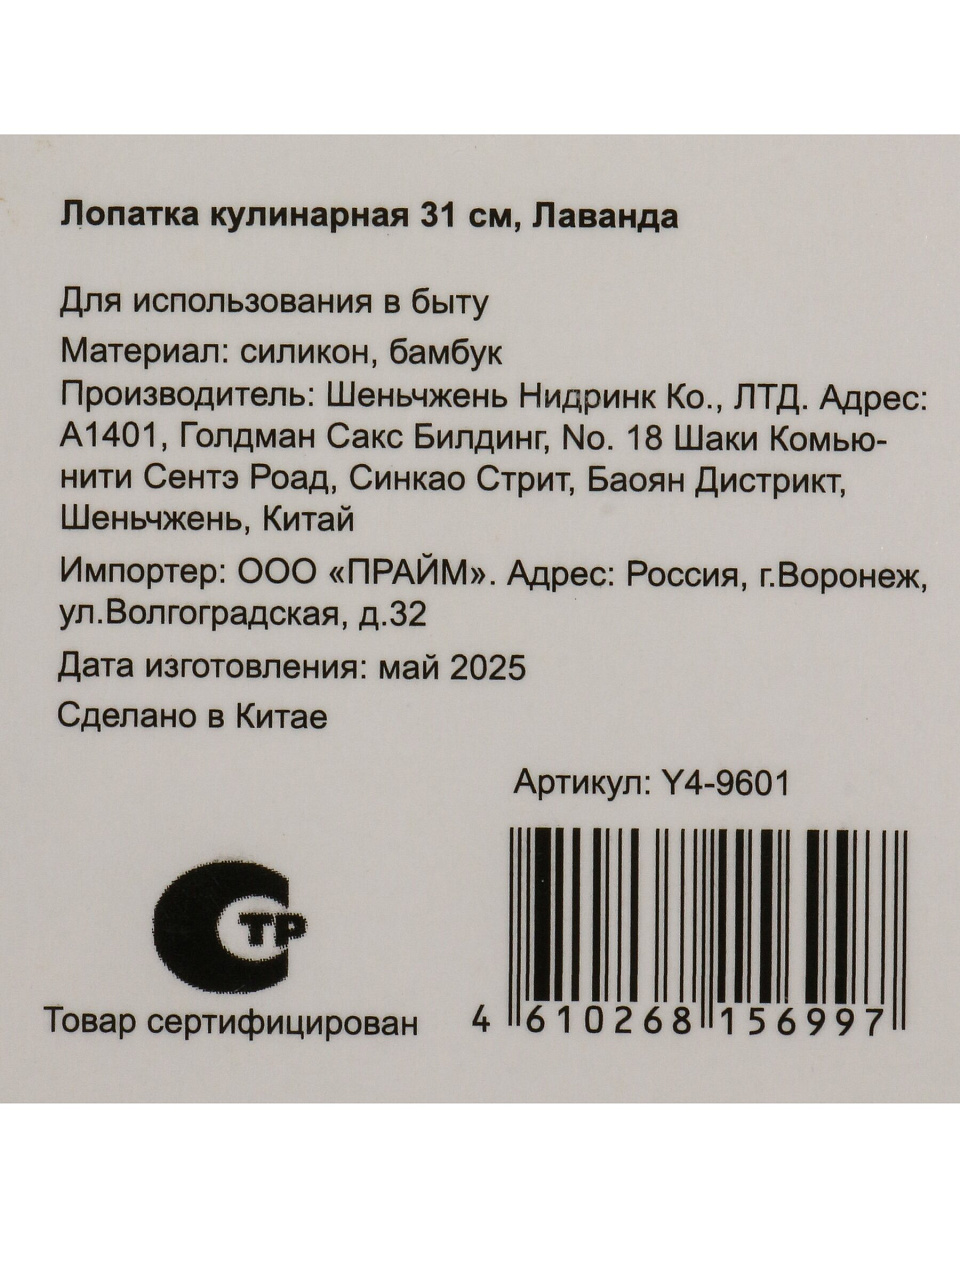 Лопатка кулинарная 31 см, Лаванда
Для использования в быту
Материал: силикон, бамбук
Производитель: Шеньчжень Нидринк Ко., ЛТД. Адрес:
А1401, Голдман Сакс Билдинг, No. 18 Шаки Комью-
нити Сентэ Роад, Синкао Стрит, Баоян Дистрикт,
Шеньчжень, Китай
Импортер: ООО «ПРАЙМ». Адрес: Россия, г.Воронеж,
ул.Волгоградская, д.32
Дата изготовления: май 2025
Сделано в Китае
Артикул: Y4-9601
ТР
Товар сертифицирован
4 610268 156997